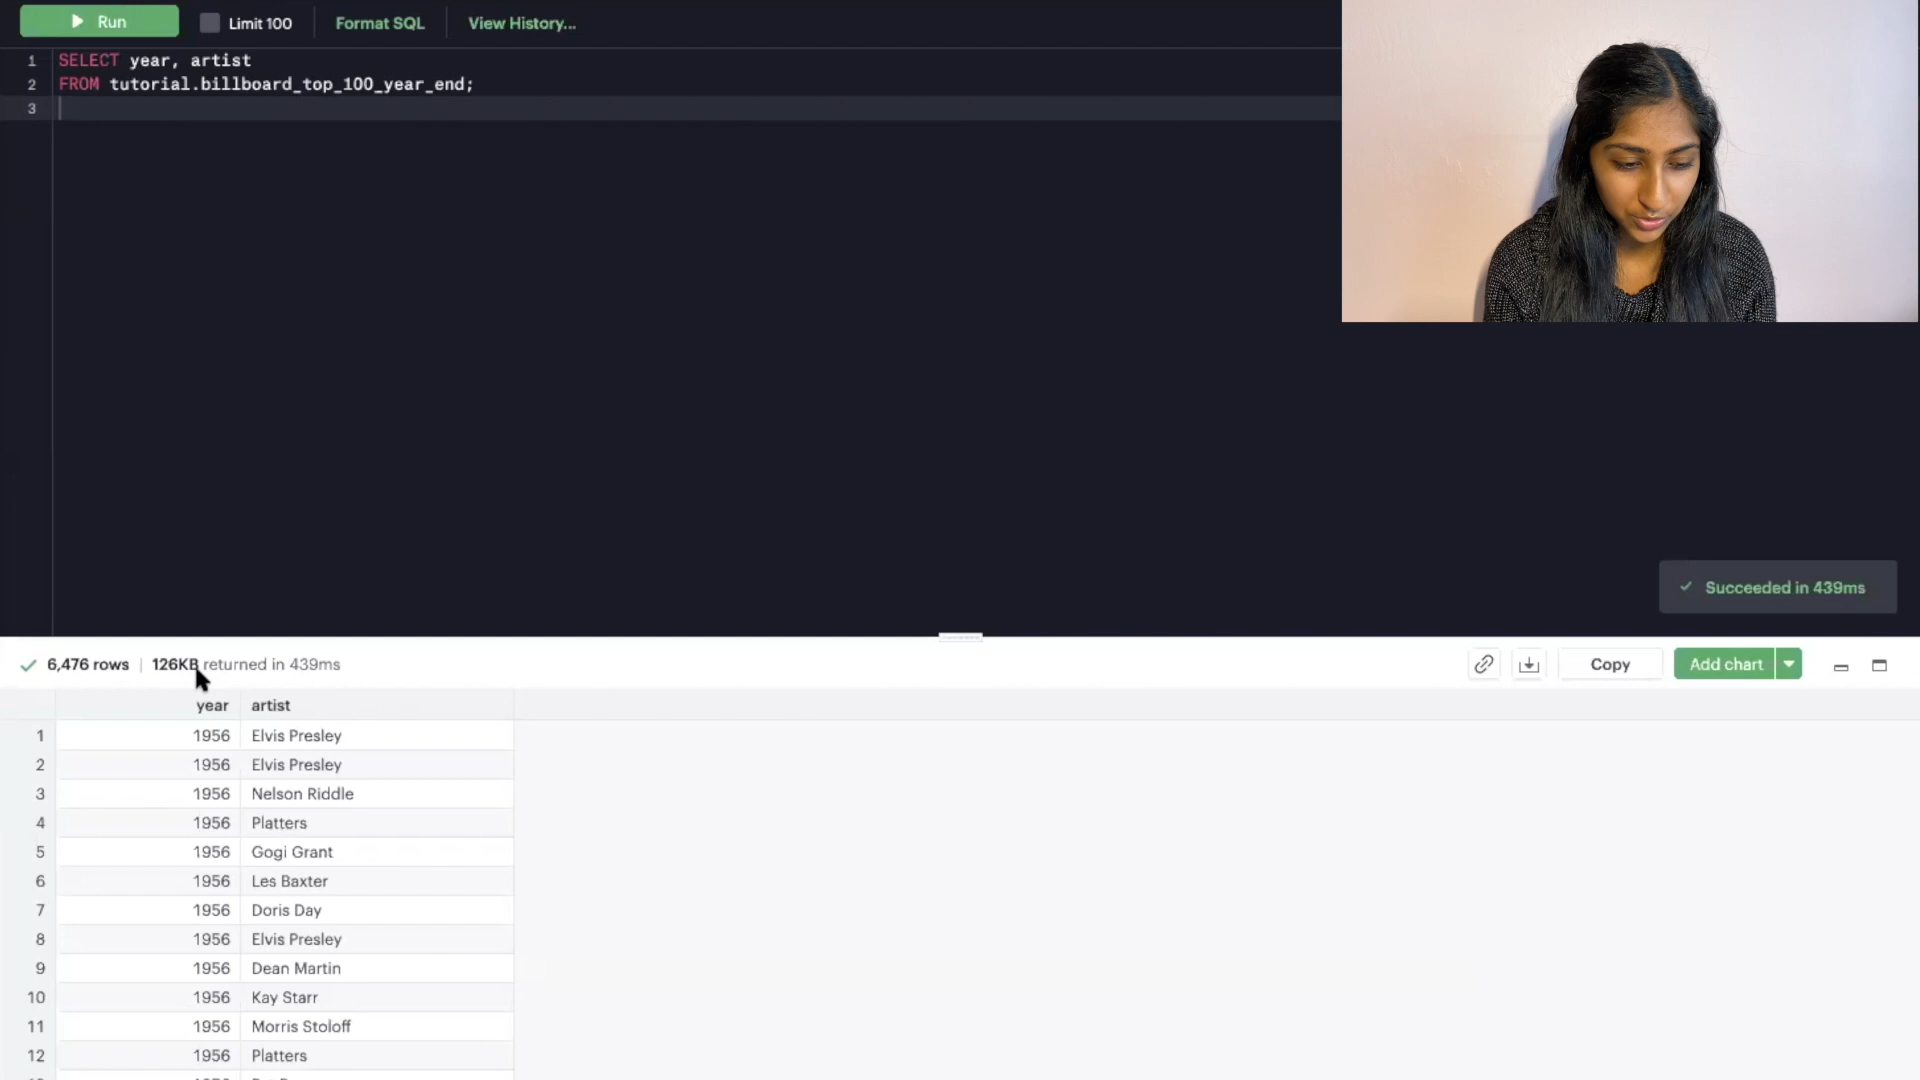 Run
Limit 100
Format SQL
View History...
1 SELECT year, artist
2 FROM tutorial.billboard_top_100_year_end;
3
Succeeded in 439ms
6,476 rows | 126KB returned in 439ms
Copy
Add chart
year artist
1 1956 Elvis Presley
2 1956 Elvis Presley
3 1956 Nelson Riddle
4 1956 Platters
5 1956 Gogi Grant
6 1956 Les Baxter
7 1956 Doris Day
8 1956 Elvis Presley
9 1956 Dean Martin
10 1956 Kay Starr
11 1956 Morris Stoloff
12 1956 Platters